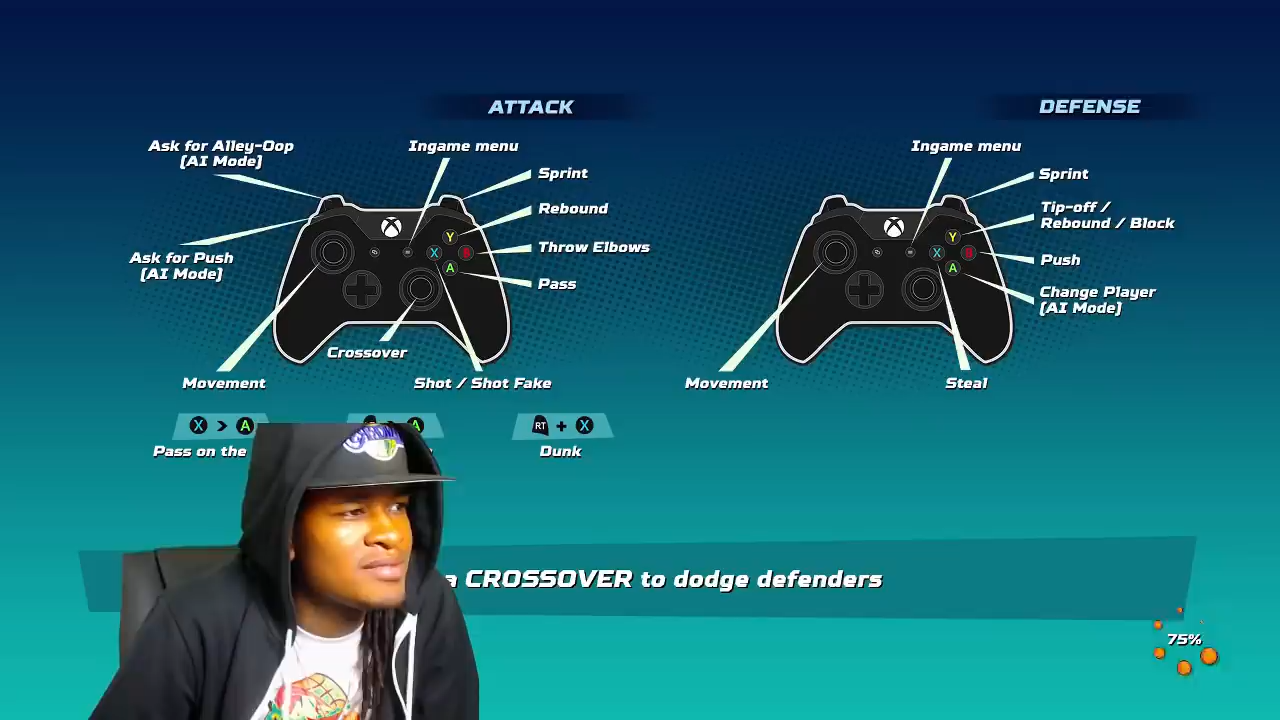 ATTACK
DEFENSE
Ask for Alley-Oop
[AI Mode]
Ingame menu
Sprint
Rebound
Throw Elbows
Pass
Ask for Push
[AI Mode]
Y
X
B
A
Crossover
Movement
Shot / Shot Fake
Ingame menu
Sprint
Tip-off /
Rebound / Block
Push
Change Player
[AI Mode]
Y
X
B
A
Movement
Steal
X > A
A
RT + X
Pass on the
Dunk
a CROSSOVER to dodge defenders
75%